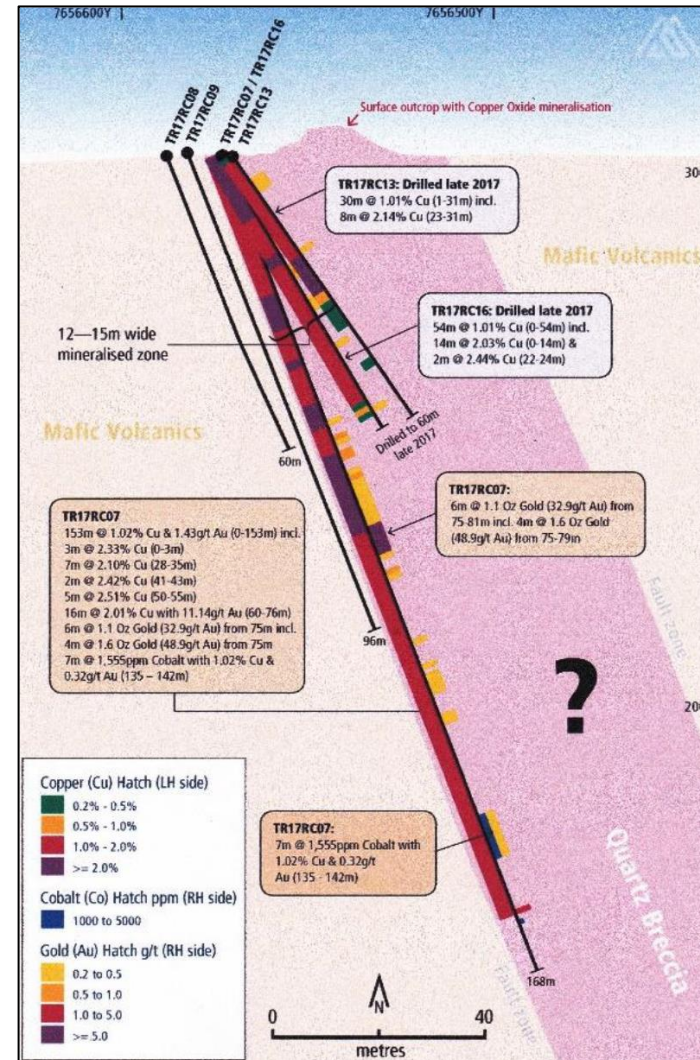 7656600Y
7656500Y
TR17RC08
TR17RC09
TR17RC07 / TR17RC16
TR17RC13
Surface outcrop with Copper Oxide mineralisation
30
TR17RC13: Drilled late 2017
30m @ 1.01% Cu (1-31m) incl.
8m @ 2.14% Cu (23-31m)
Mafic Volcanics
TR17RC16: Drilled late 2017
54m @ 1.01% Cu (0-54m) incl.
14m @ 2.03% Cu (0-14m) &
2m @ 2.44% Cu (22-24m)
12—15m wide
mineralised zone
Mafic Volcanics
Drilled to 60m
late 2017
60m
TR17RC07:
6m @ 1.1 Oz Gold (32.9g/t Au) from
75-81m incl. 4m @ 1.6 Oz Gold
(48.9g/t Au) from 75-79m
TR17RC07
153m @ 1.02% Cu & 1.43g/t Au (0-153m) incl.
3m @ 2.33% Cu (0-3m)
7m @ 2.10% Cu (28-35m)
2m @ 2.42% Cu (41-43m)
5m @ 2.51% Cu (50-55m)
16m @ 2.01% Cu with 11.14g/t Au (60-76m)
6m @ 1.1 Oz Gold (32.9g/t Au) from 75m incl.
4m @ 1.6 Oz Gold (48.9g/t Au) from 75m
7m @ 1,555ppm Cobalt with 1.02% Cu &
0.32g/t Au (135 – 142m)
96m
Fault zone
?
20
Copper (Cu) Hatch (LH side)
0.2% - 0.5%
0.5% - 1.0%
1.0% - 2.0%
>= 2.0%
Cobalt (Co) Hatch ppm (RH side)
1000 to 5000
Gold (Au) Hatch g/t (RH side)
0.2 to 0.5
0.5 to 1.0
1.0 to 5.0
>= 5.0
TR17RC07:
7m @ 1,555ppm Cobalt with
1.02% Cu & 0.32g/t
Au (135 - 142m)
Quartz Breccia
168m
Fault zone
N
0
40
metres